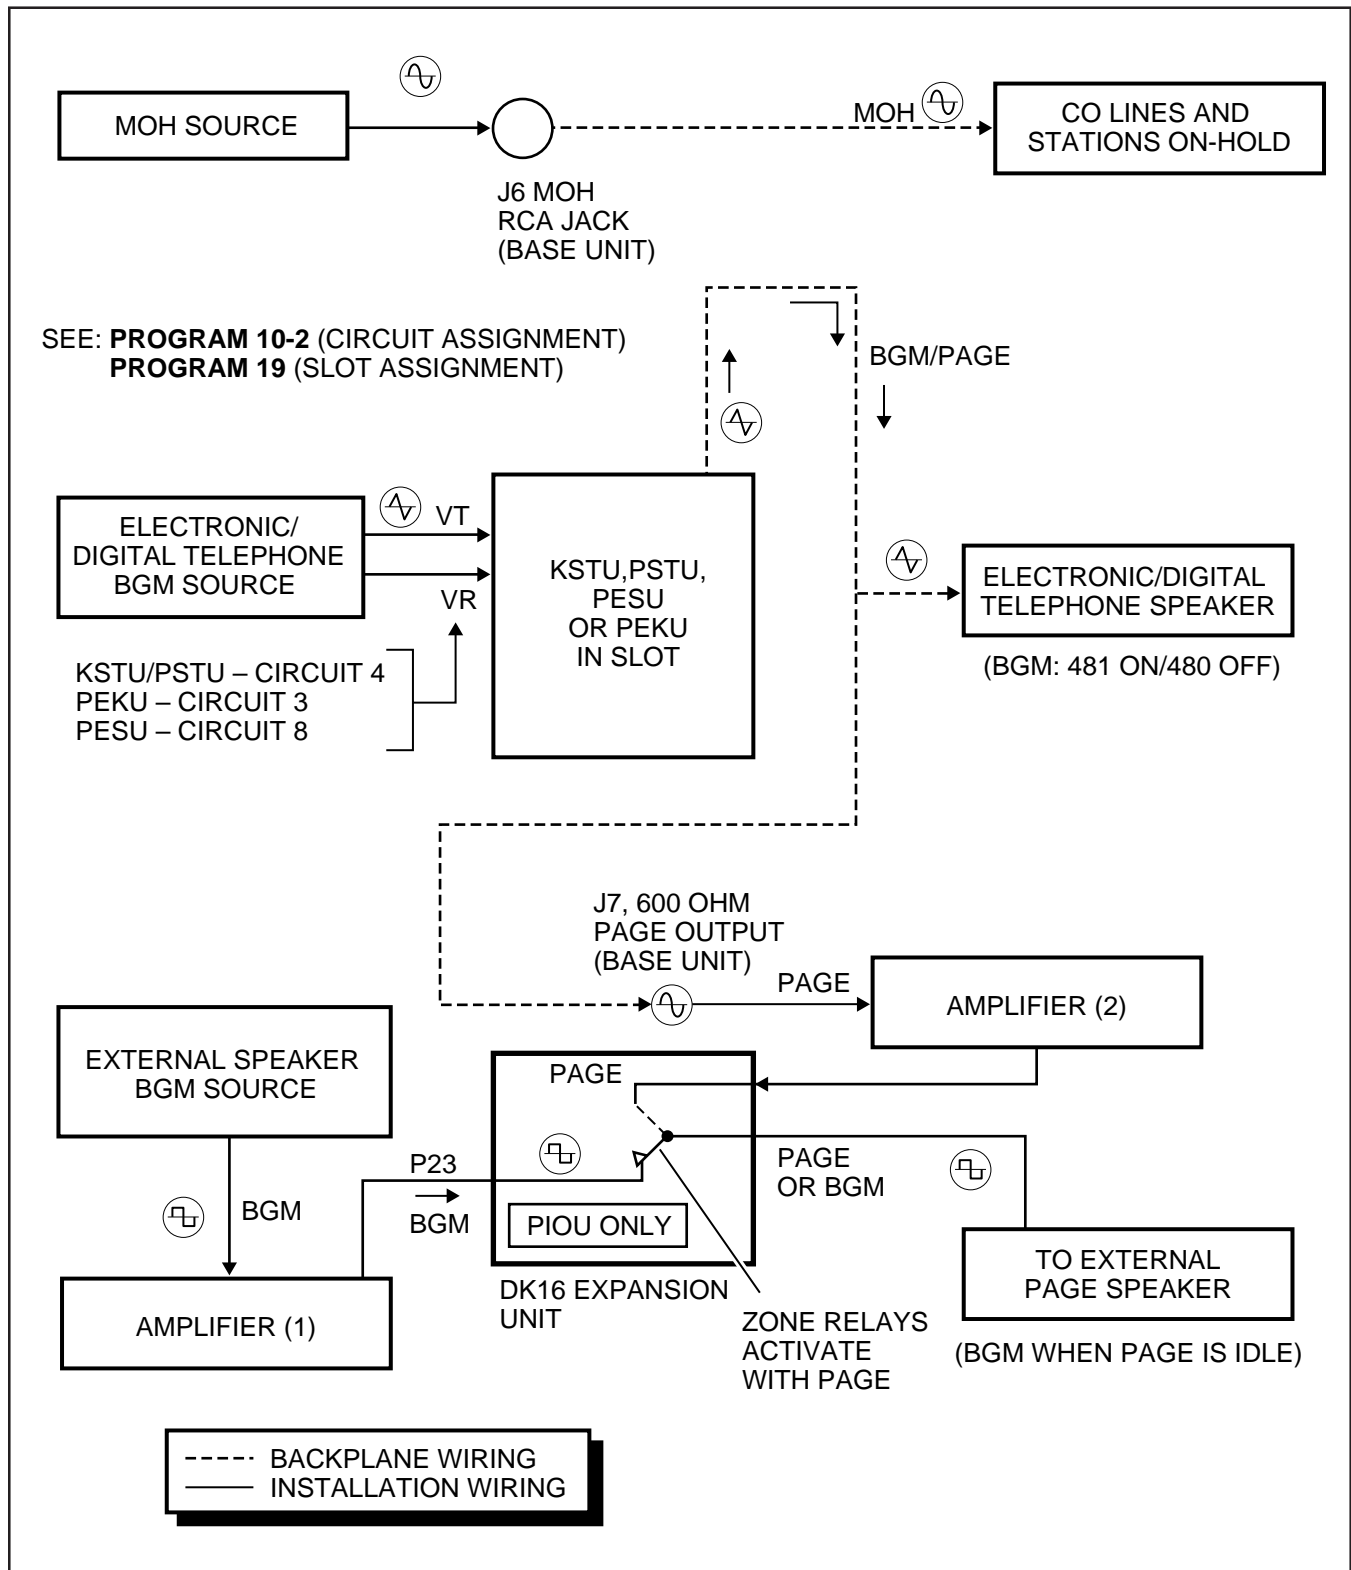 MOH SOURCE
MOH
CO LINES AND
STATIONS ON-HOLD
J6 MOH
RCA JACK
(BASE UNIT)
SEE: PROGRAM 10-2 (CIRCUIT ASSIGNMENT)
PROGRAM 19 (SLOT ASSIGNMENT)
BGM/PAGE
ELECTRONIC/
DIGITAL TELEPHONE
BGM SOURCE
VT
VR
KSTU,PSTU,
PESU
OR PEKU
IN SLOT
ELECTRONIC/DIGITAL
TELEPHONE SPEAKER
(BGM: 481 ON/480 OFF)
KSTU/PSTU – CIRCUIT 4
PEKU – CIRCUIT 3
PESU – CIRCUIT 8
J7, 600 OHM
PAGE OUTPUT
(BASE UNIT)
PAGE
AMPLIFIER (2)
EXTERNAL SPEAKER
BGM SOURCE
PAGE
P23
BGM
BGM
PAGE
OR BGM
PIOU ONLY
DK16 EXPANSION
UNIT
AMPLIFIER (1)
ZONE RELAYS
ACTIVATE
WITH PAGE
TO EXTERNAL
PAGE SPEAKER
(BGM WHEN PAGE IS IDLE)
BACKPLANE WIRING
INSTALLATION WIRING